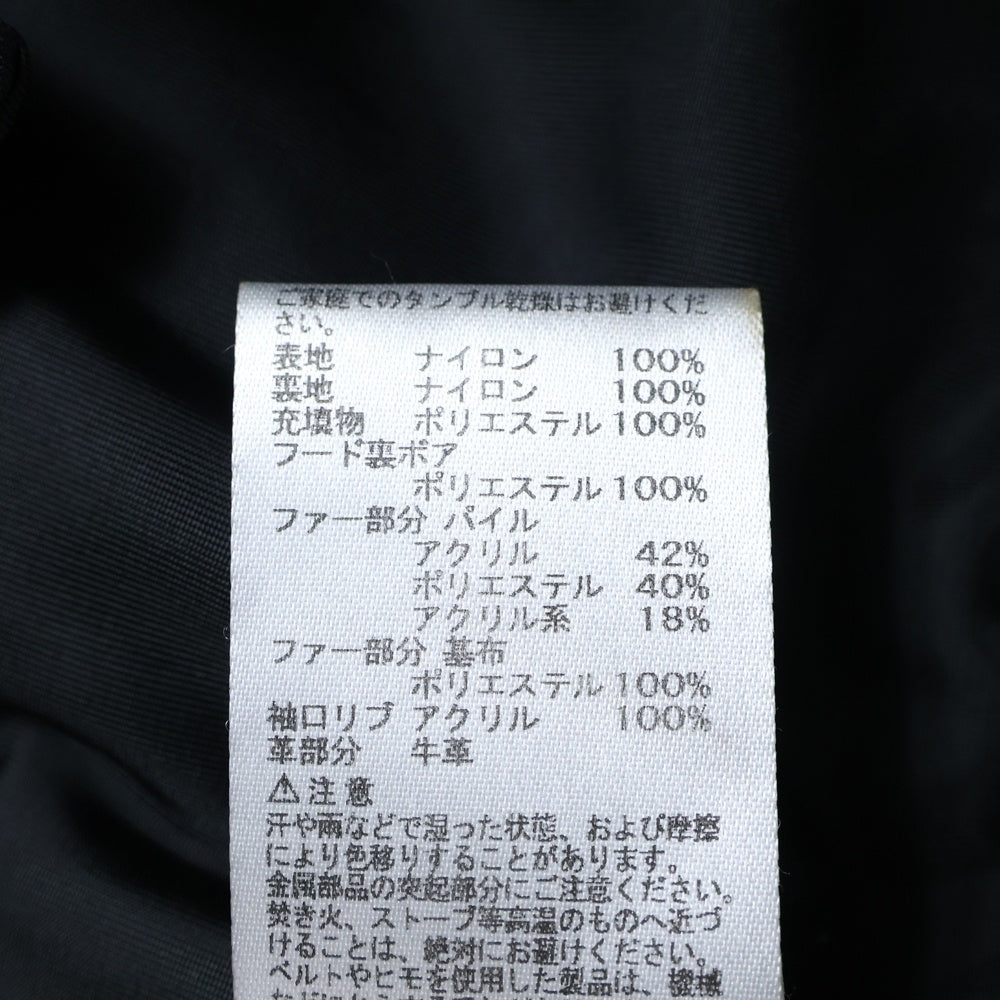 ご家庭でのタンブル乾燥はお避けくだ
さい。
表地 ナイロン 100%
裏地 ナイロン 100%
充填物 ポリエステル 100%
フード裏ボア
ポリエステル 100%
ファー部分 パイル
アクリル 42%
ポリエステル 40%
アクリル系 18%
ファー部分 基布
ポリエステル 100%
袖口リブ アクリル 100%
革部分 牛革
⚠注意
汗や雨などで湿った状態、および摩擦
により色移りすることがあります。
金属部品の突起部分にご注意ください。
焚き火、ストーブ等高温のものへ近づ
けることは、絶対にお避けください。
ベルトやヒモを使用した製品は、機械